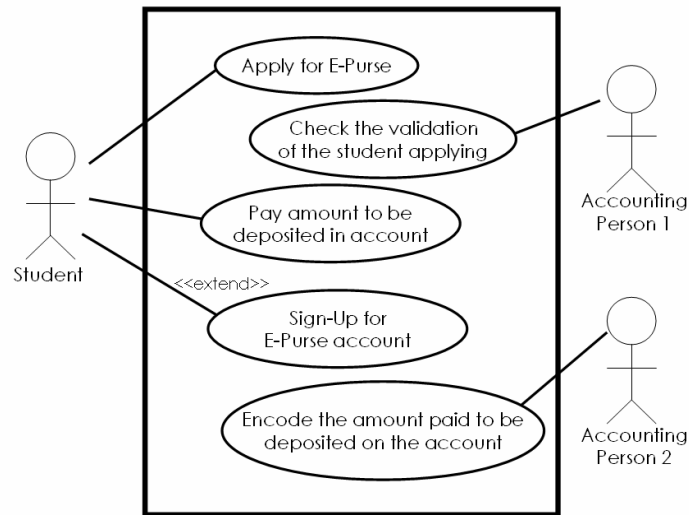 Apply for E-Purse
Check the validation
of the student applying
Accounting
Person 1
Pay amount to be
deposited in account
Student
<<extend>>
Sign-Up for
E-Purse account
Encode the amount paid to be
deposited on the account
Accounting
Person 2